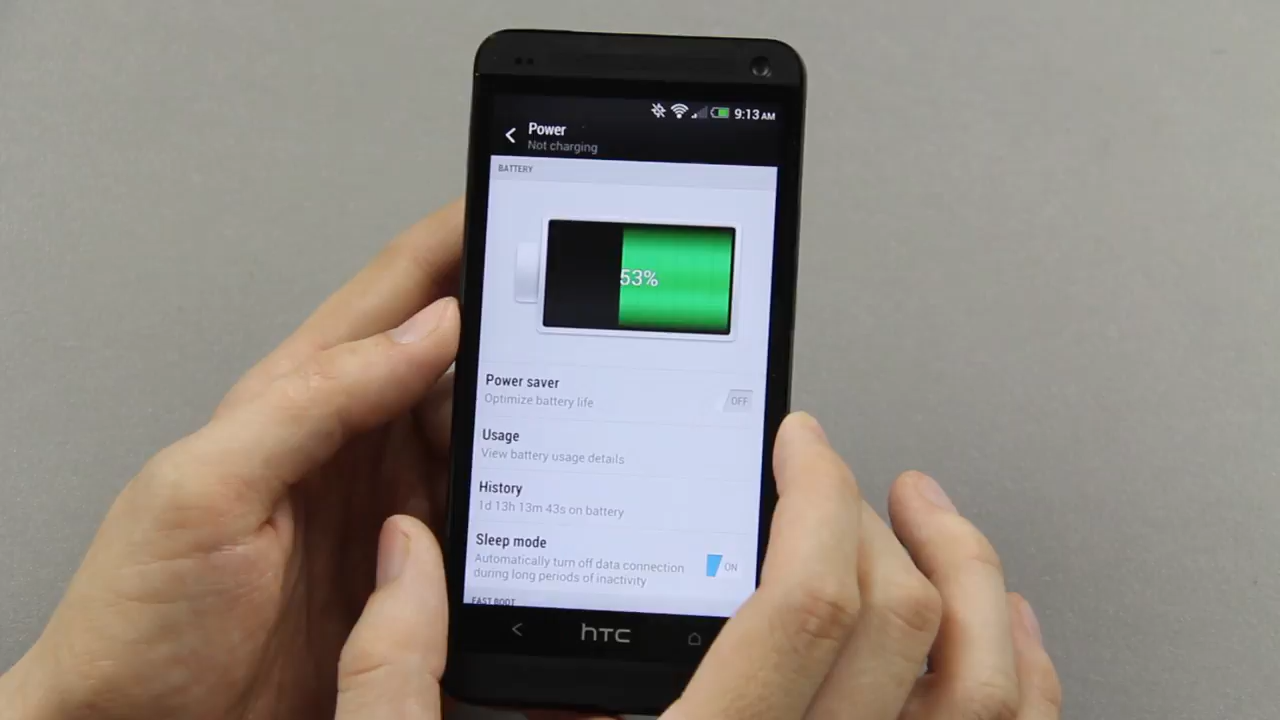 9:13 AM
Power
Not charging
BATTERY
53%
Power saver
Optimize battery life
OFF
Usage
View battery usage details
History
1d 13h 13m 43s on battery
Sleep mode
Automatically turn off data connection
during long periods of inactivity
ON
FAST BOOT
hTC